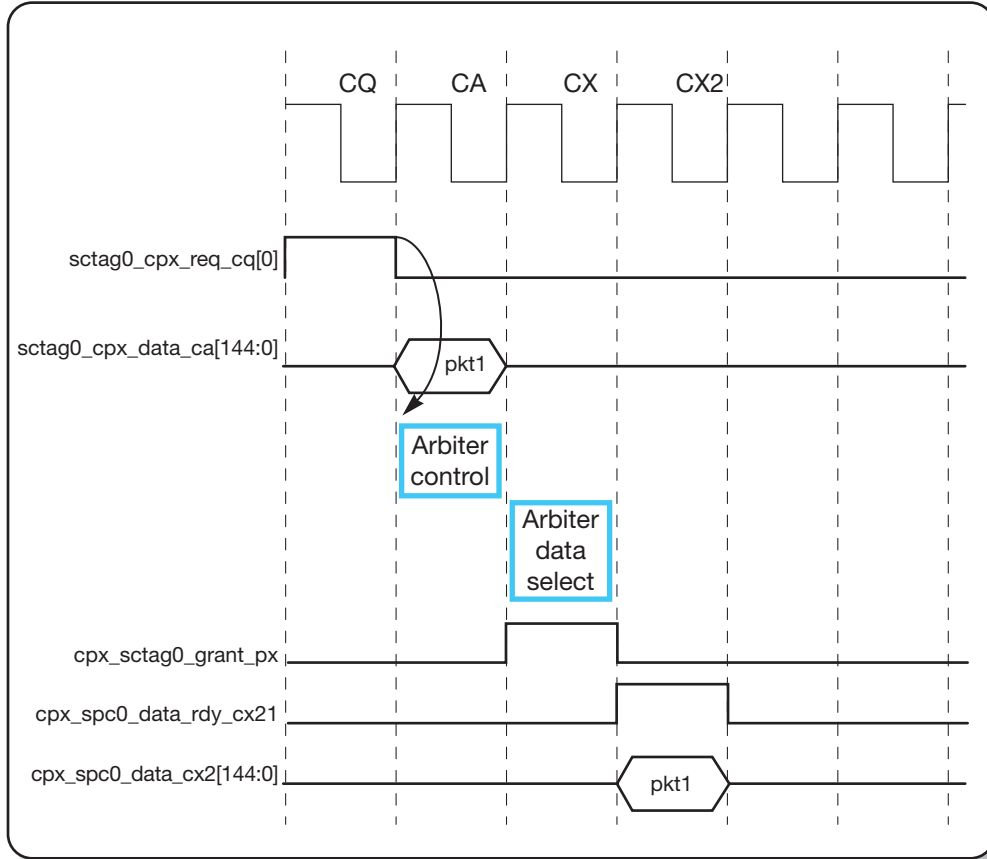 CQ CA CX CX2
sctag0_cpx_req_cq[0]
sctag0_cpx_data_ca[144:0]
pkt1
Arbiter
control
Arbiter
data
select
cpx_sctag0_grant_px
cpx_spc0_data_rdy_cx21
cpx_spc0_data_cx2[144:0]
pkt1